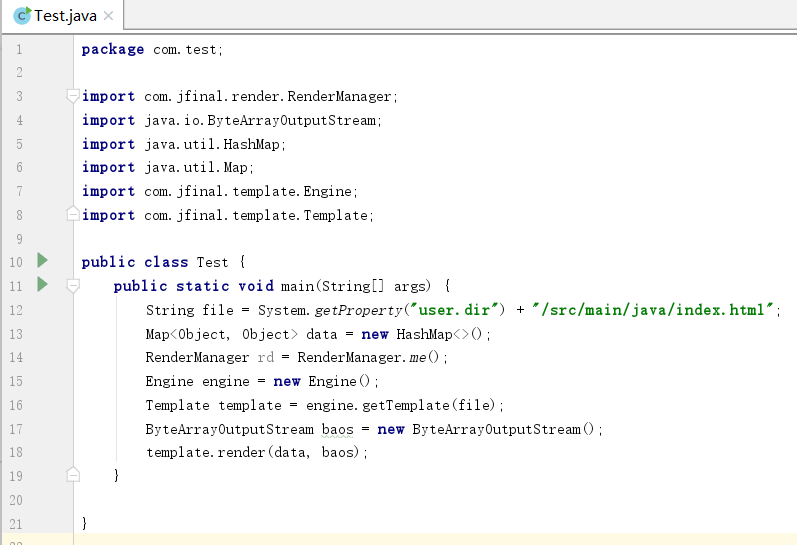 Test.java
1 package com.test;
2
3 import com.jfinal.render.RenderManager;
4 import java.io.ByteArrayOutputStream;
5 import java.util.HashMap;
6 import java.util.Map;
7 import com.jfinal.template.Engine;
8 import com.jfinal.template.Template;
9
10 public class Test {
11 public static void main(String[] args) {
12 String file = System.getProperty("user.dir") + "/src/main/java/index.html";
13 Map<Object, Object> data = new HashMap<>();
14 RenderManager rd = RenderManager.me();
15 Engine engine = new Engine();
16 Template template = engine.getTemplate(file);
17 ByteArrayOutputStream baos = new ByteArrayOutputStream();
18 template.render(data, baos);
19 }
20
21 }